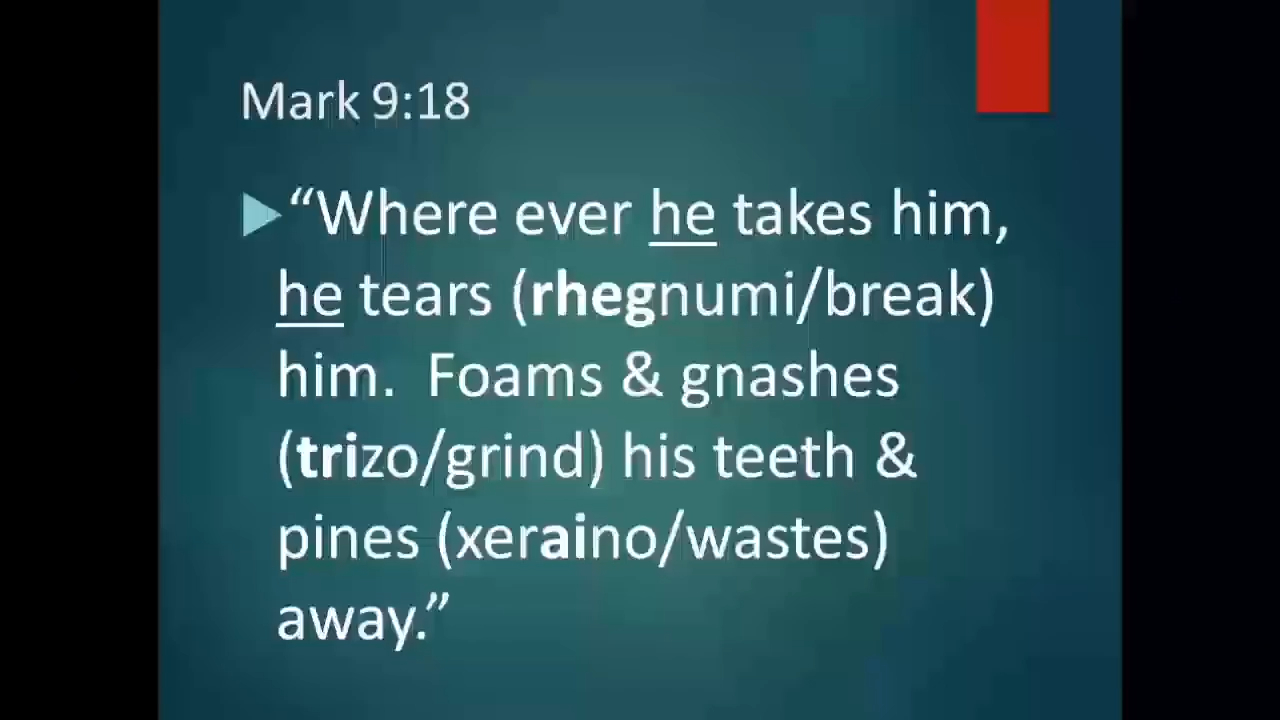 Mark 9:18
“Where ever he takes him,
he tears (rhegnumi/break)
him.  Foams & gnashes
(trizo/grind) his teeth &
pines (xeraino/wastes)
away.”